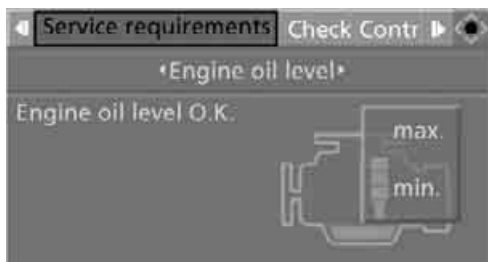 Service requirements Check Contr
Engine oil level
Engine oil level O.K.
max.
min.